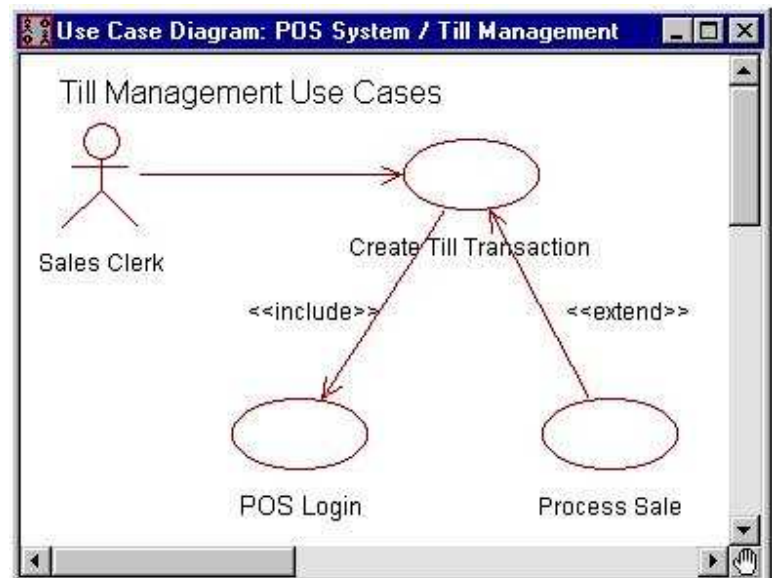 Use Case Diagram: POS System / Till Management
Till Management Use Cases
Sales Clerk
Create Till Transaction
<<include>>
<<extend>>
POS Login
Process Sale